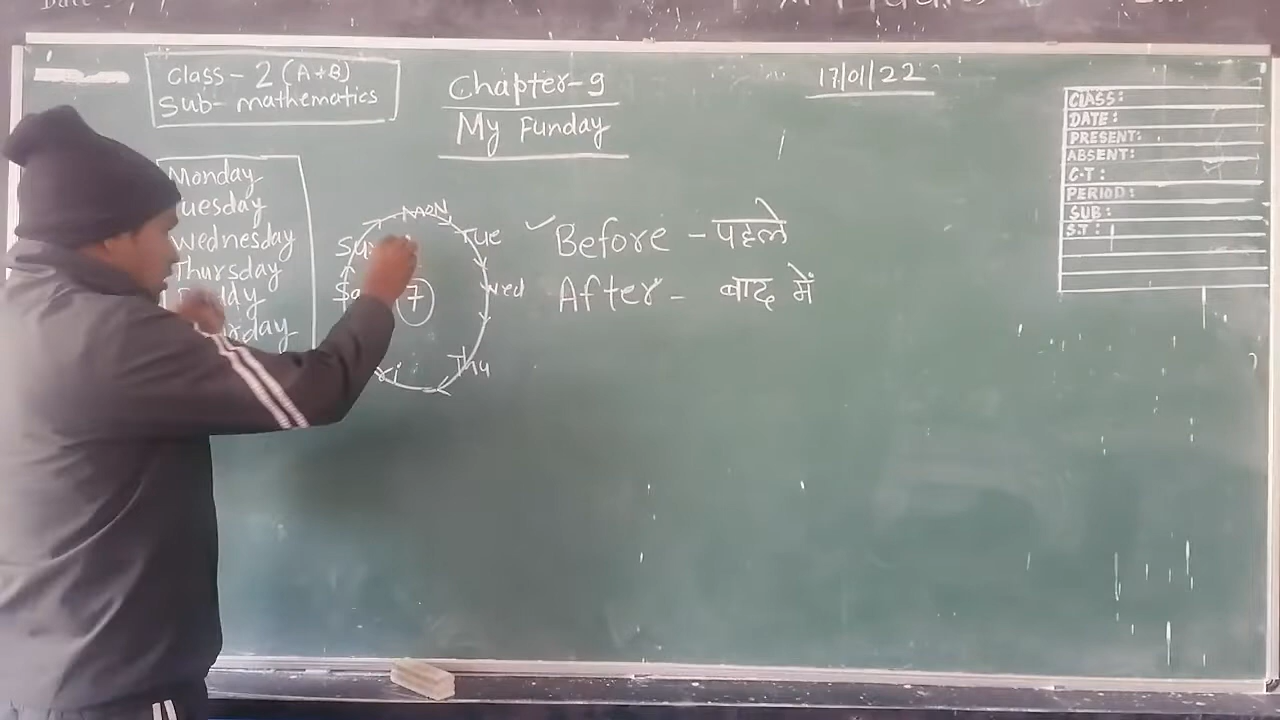 Class - 2 (A+B)
Sub- mathematics
Chapter-9
My Funday
17/01/22
Monday
Tuesday
Wednesday
Thursday
MON
Tue
Wed
Thu
7
Before - पहले
After - बाद में
CLASS:
DATE:
PRESENT:
ABSENT:
C·T:
PERIOD:
SUB:
S.T: